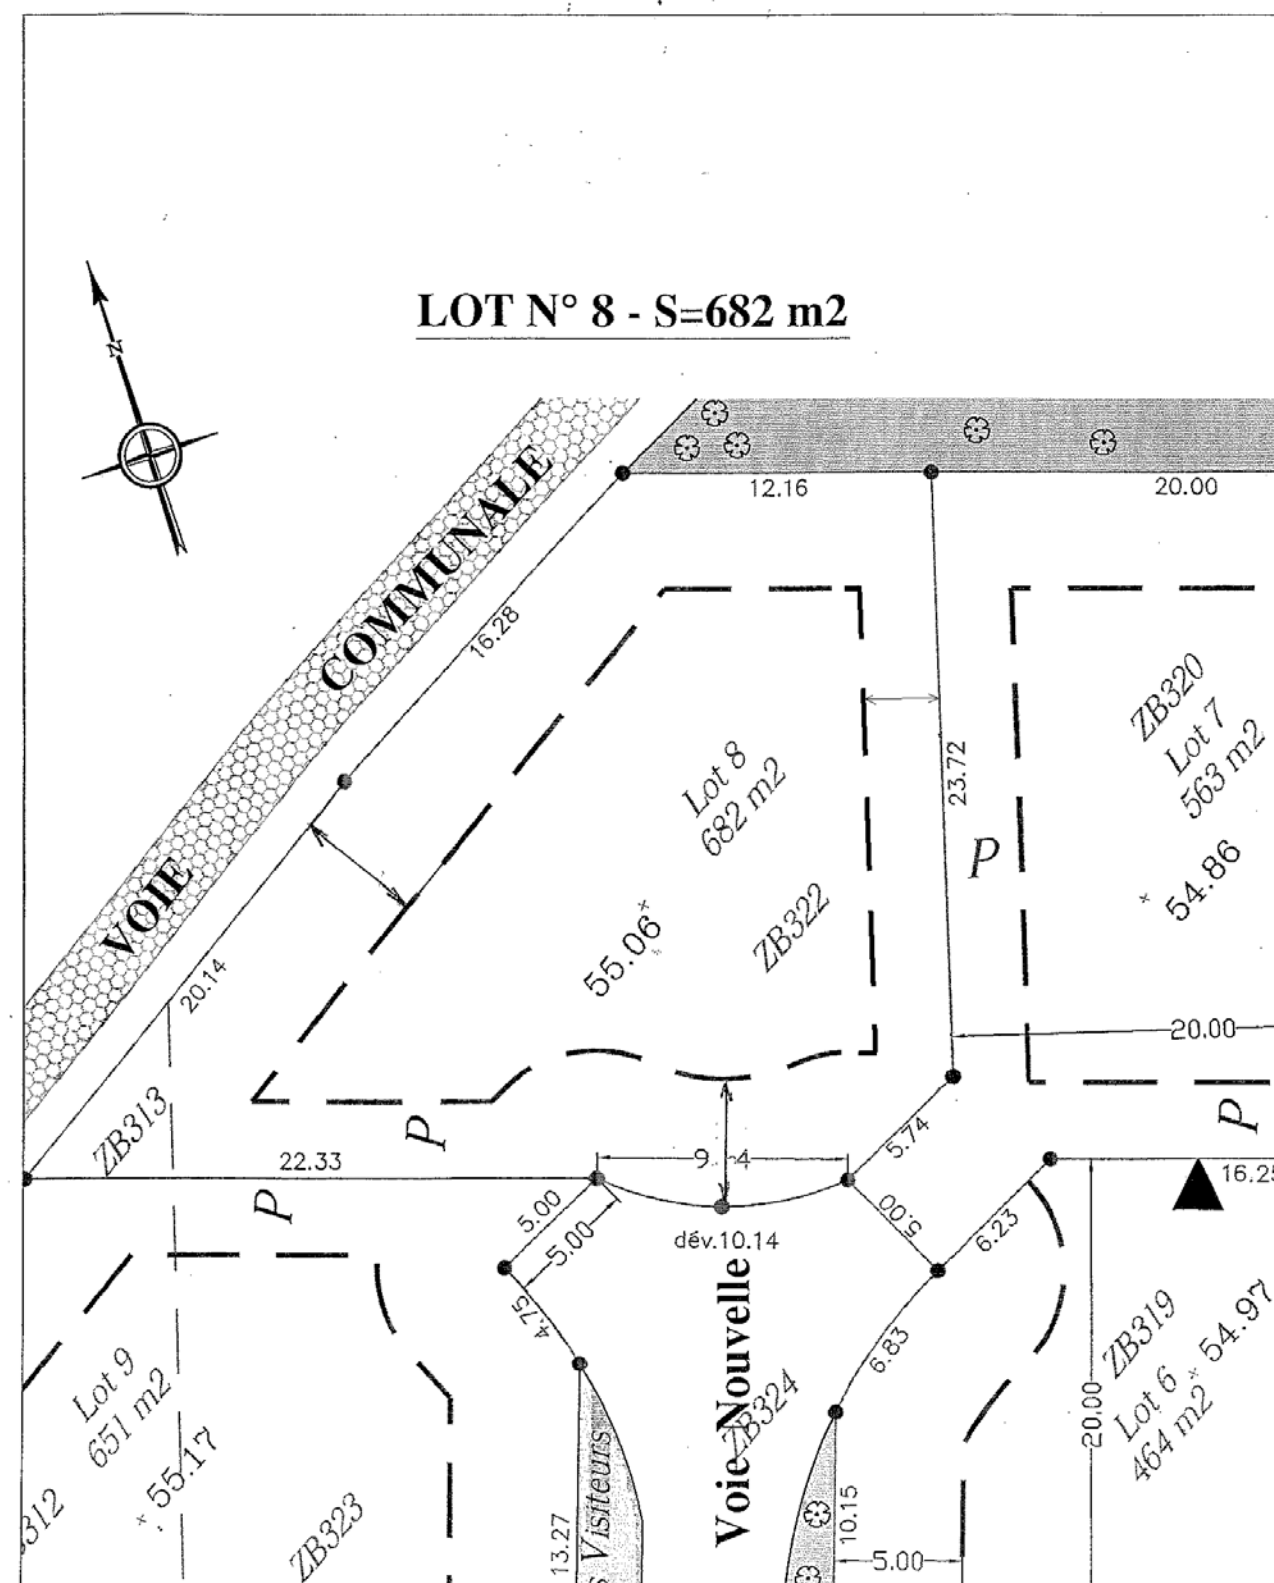 LOT N° 8 - S=682 m2
N
VOIE COMMUNALE
12.16
20.00
16.28
20.14
23.72
Lot 8
682 m2
ZB322
55.06
ZB320
Lot 7
563 m2
54.86
P
20.00
ZB313
P
P
22.33
P
5.74
dév.10.14
5.00
5.00
5.00
4.75
6.23
6.83
16.25
Lot 9
651 m2
55.17
ZB323
Voie Nouvelle
ZB324
Visiteurs
13.27
10.15
5.00
20.00
ZB319
Lot 6
464 m2
54.97